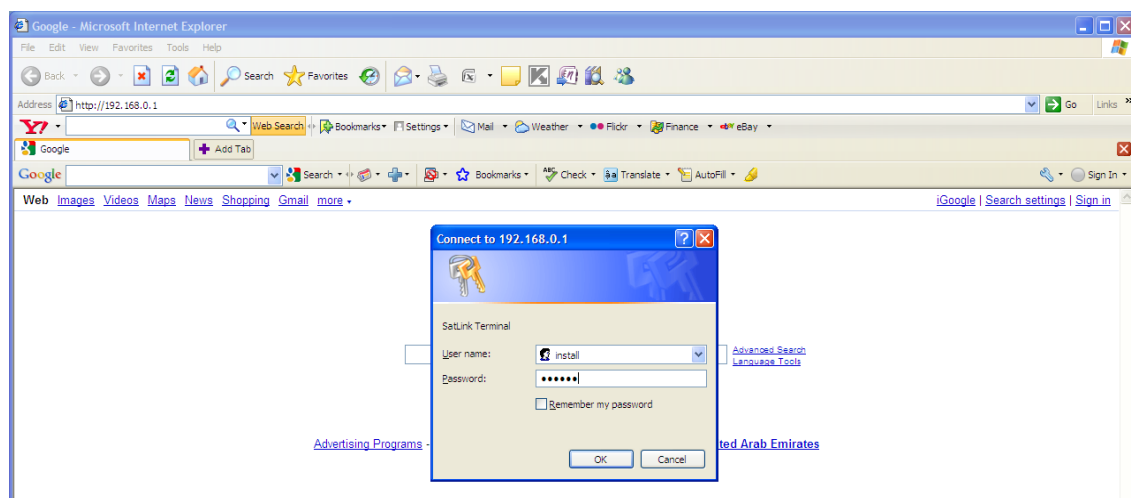 Google - Microsoft Internet Explorer
File Edit View Favorites Tools Help
Back Search Favorites
Address http://192.168.0.1 Go Links »
Y! Web Search Bookmarks Settings Mail Weather Flickr Finance eBay
Google Add Tab
Google Search Bookmarks ABC Check Translate AutoFill Sign In
Web Images Videos Maps News Shopping Gmail more iGoogle | Search settings | Sign in
Connect to 192.168.0.1
SatLink Terminal
User name: install
Password: ••••••
Remember my password
OK Cancel
Advanced Search
Language Tools
Advertising Programs - ted Arab Emirates